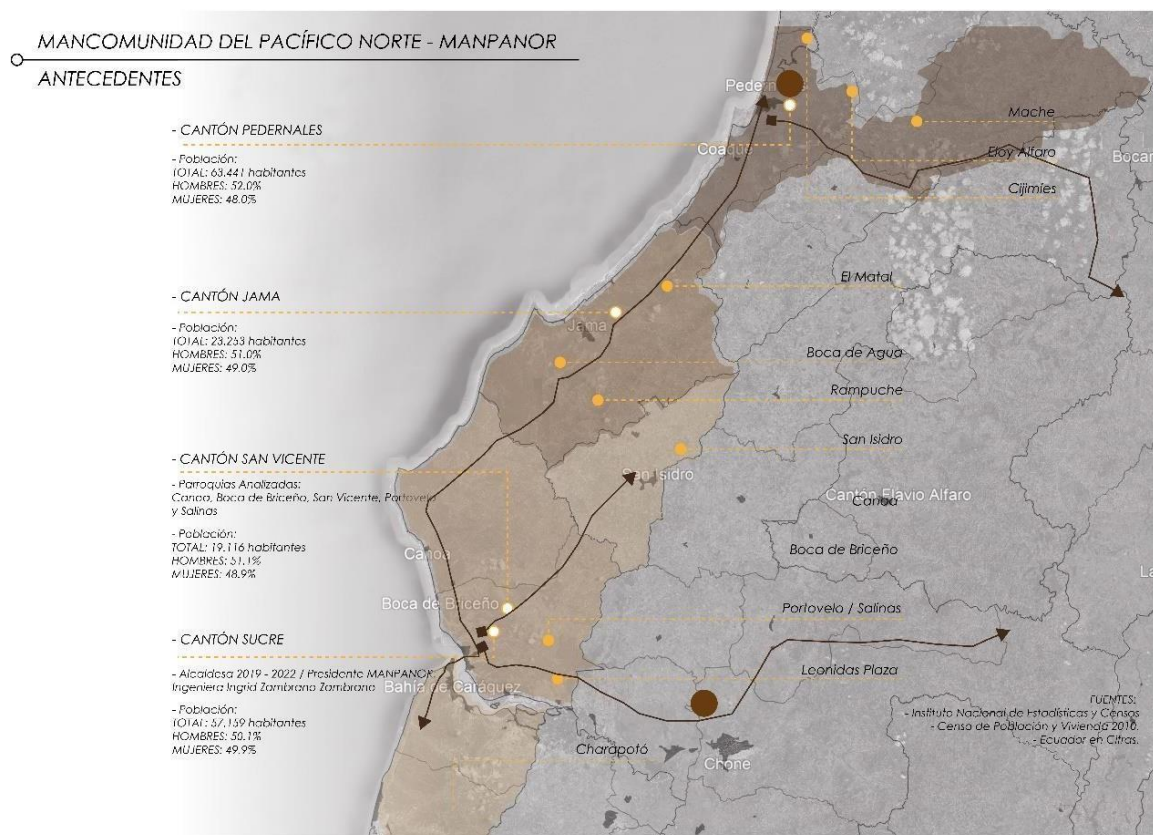 MANCOMUNIDAD DEL PACÍFICO NORTE - MANPANOR
ANTECEDENTES
- CANTÓN PEDERNALES
- Población:
TOTAL: 63.441 habitantes
HOMBRES: 52.0%
MUJERES: 48.0%
- CANTÓN JAMA
- Población:
TOTAL: 23.253 habitantes
HOMBRES: 51.0%
MUJERES: 49.0%
- CANTÓN SAN VICENTE
- Parroquias Analizadas:
Canoa, Boca de Briceño, San Vicente, Portovelo
y Salinas
- Población:
TOTAL: 19.116 habitantes
HOMBRES: 51.1%
MUJERES: 48.9%
- CANTÓN SUCRE
- Alcaldesa 2019 - 2022 / Presidente MANPANOR
Ingeniera Ingrid Zambrano Zambrano
- Población:
TOTAL: 57.159 habitantes
HOMBRES: 50.1%
MUJERES: 49.9%
Coaque
Jama
San Isidro
Canoa
Boca de Briceño
Bahía de Caráquez
Cantón Flavio Alfaro
Chone
Mache
Eloy Alfaro
Cijimíes
El Matal
Boca de Agua
Rampuche
San Isidro
Canoa
Boca de Briceño
Portovelo / Salinas
Leonidas Plaza
Charapotó
FUENTES:
- Instituto Nacional de Estadísticas y Censos
- Censo de Población y Vivienda 2010.
- Ecuador en Cifras.